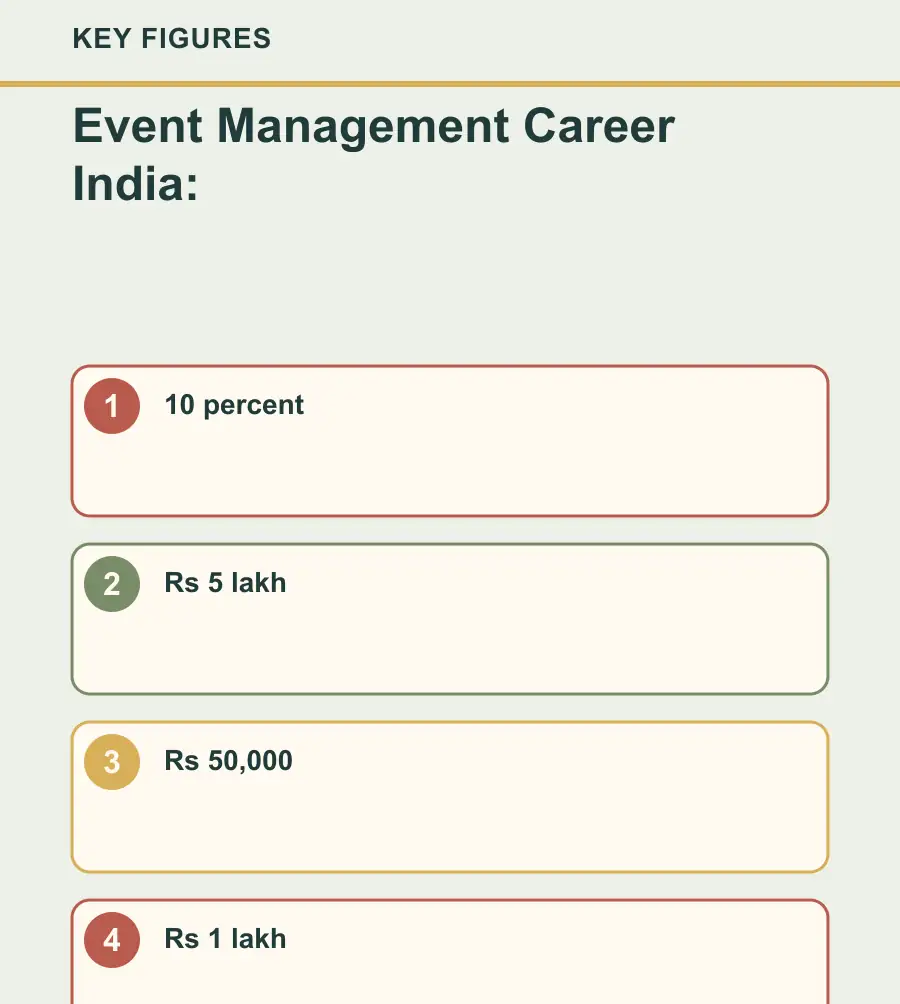 KEY FIGURES
Event Management Career
India:
1 10 percent
2 Rs 5 lakh
3 Rs 50,000
4 Rs 1 lakh